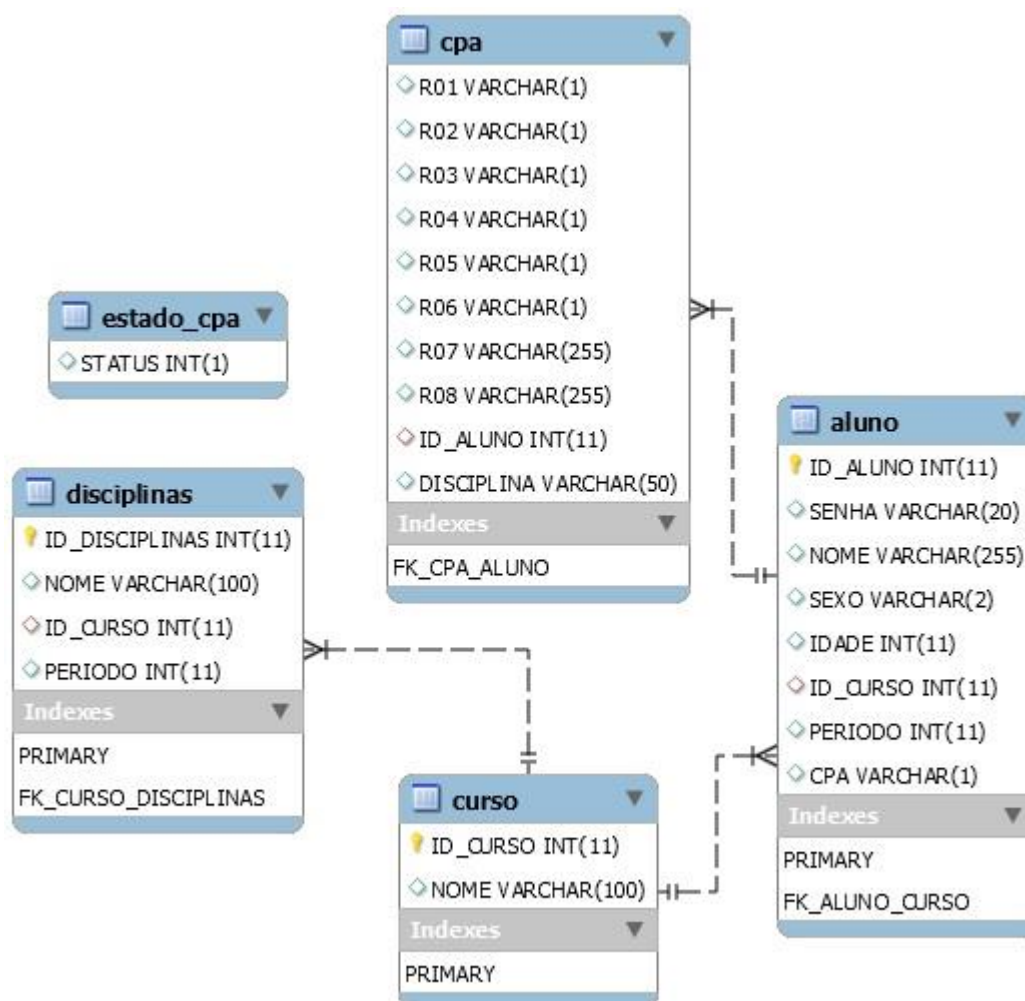 cpa
R01 VARCHAR(1)
R02 VARCHAR(1)
R03 VARCHAR(1)
R04 VARCHAR(1)
R05 VARCHAR(1)
R06 VARCHAR(1)
R07 VARCHAR(255)
R08 VARCHAR(255)
ID_ALUNO INT(11)
DISCIPLINA VARCHAR(50)
Indexes
FK_CPA_ALUNO
estado_cpa
STATUS INT(1)
disciplinas
ID_DISCIPLINAS INT(11)
NOME VARCHAR(100)
ID_CURSO INT(11)
PERIODO INT(11)
Indexes
PRIMARY
FK_CURSO_DISCIPLINAS
aluno
ID_ALUNO INT(11)
SENHA VARCHAR(20)
NOME VARCHAR(255)
SEXO VARCHAR(2)
IDADE INT(11)
ID_CURSO INT(11)
PERIODO INT(11)
CPA VARCHAR(1)
Indexes
PRIMARY
FK_ALUNO_CURSO
curso
ID_CURSO INT(11)
NOME VARCHAR(100)
Indexes
PRIMARY